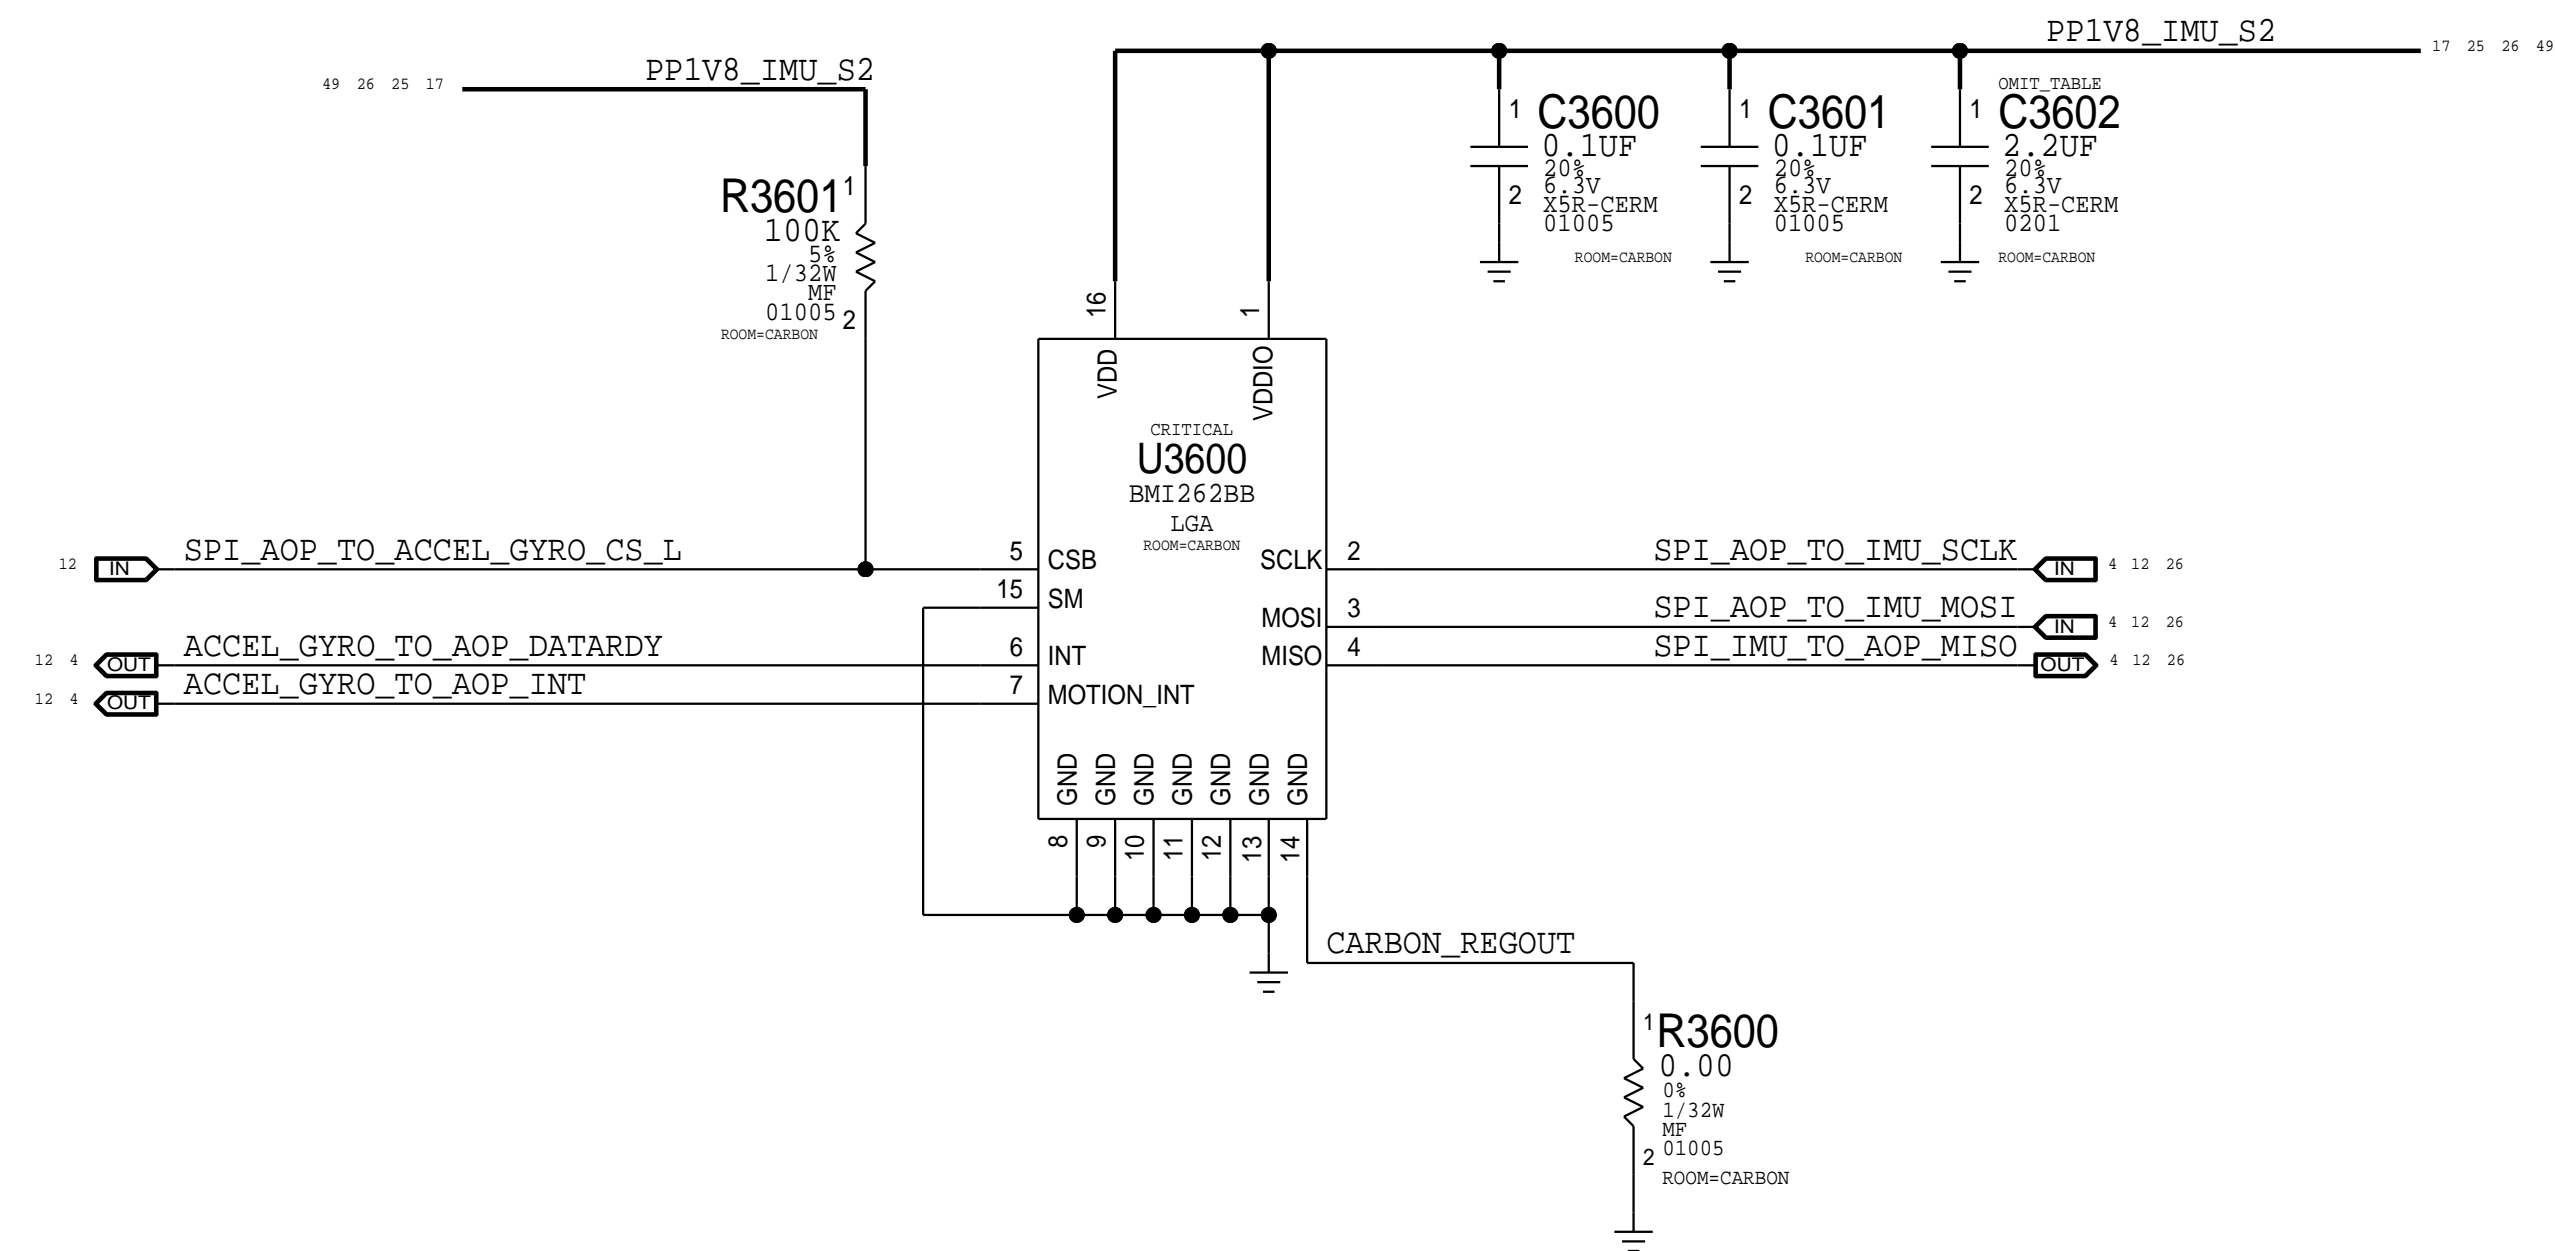 PP1V8_IMU_S2
17 25 26 49
PP1V8_IMU_S2
49 26 25 17
OMIT_TABLE
1 C3600
0.1UF
20%
6.3V
2 X5R-CERM
01005
ROOM=CARBON
1 C3601
0.1UF
20%
6.3V
2 X5R-CERM
01005
ROOM=CARBON
1 C3602
2.2UF
20%
6.3V
2 X5R-CERM
0201
ROOM=CARBON
R3601 1
100K
5%
1/32W
MF
01005 2
ROOM=CARBON
16 1
VDD VDDIO
CRITICAL
U3600
BMI262BB
LGA
ROOM=CARBON
12 IN SPI_AOP_TO_ACCEL_GYRO_CS_L 5 CSB
15 SM
12 4 OUT ACCEL_GYRO_TO_AOP_DATARDY 6 INT
12 4 OUT ACCEL_GYRO_TO_AOP_INT 7 MOTION_INT
SCLK 2 SPI_AOP_TO_IMU_SCLK IN 4 12 26
MOSI 3 SPI_AOP_TO_IMU_MOSI IN 4 12 26
MISO 4 SPI_IMU_TO_AOP_MISO OUT 4 12 26
GND GND GND GND GND GND GND
8 9 10 11 12 13 14
CARBON_REGOUT
1 R3600
0.00
0%
1/32W
MF
2 01005
ROOM=CARBON